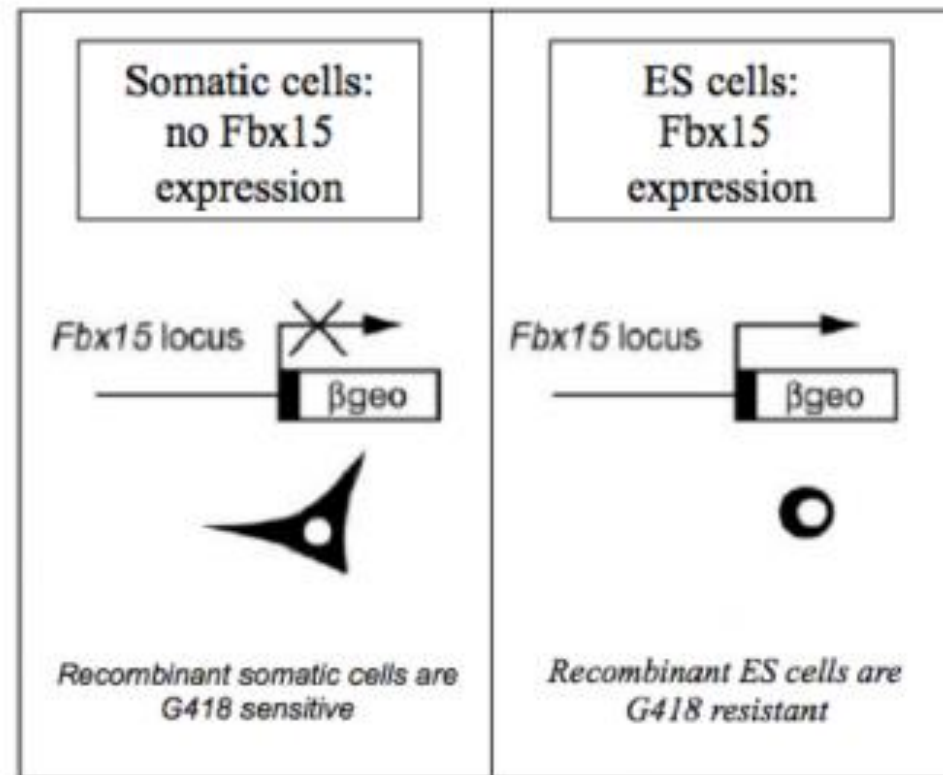 Somatic cells:
no Fbx15
expression
Fbx15 locus
βgeo
Recombinant somatic cells are
G418 sensitive
ES cells:
Fbx15
expression
Fbx15 locus
βgeo
Recombinant ES cells are
G418 resistant